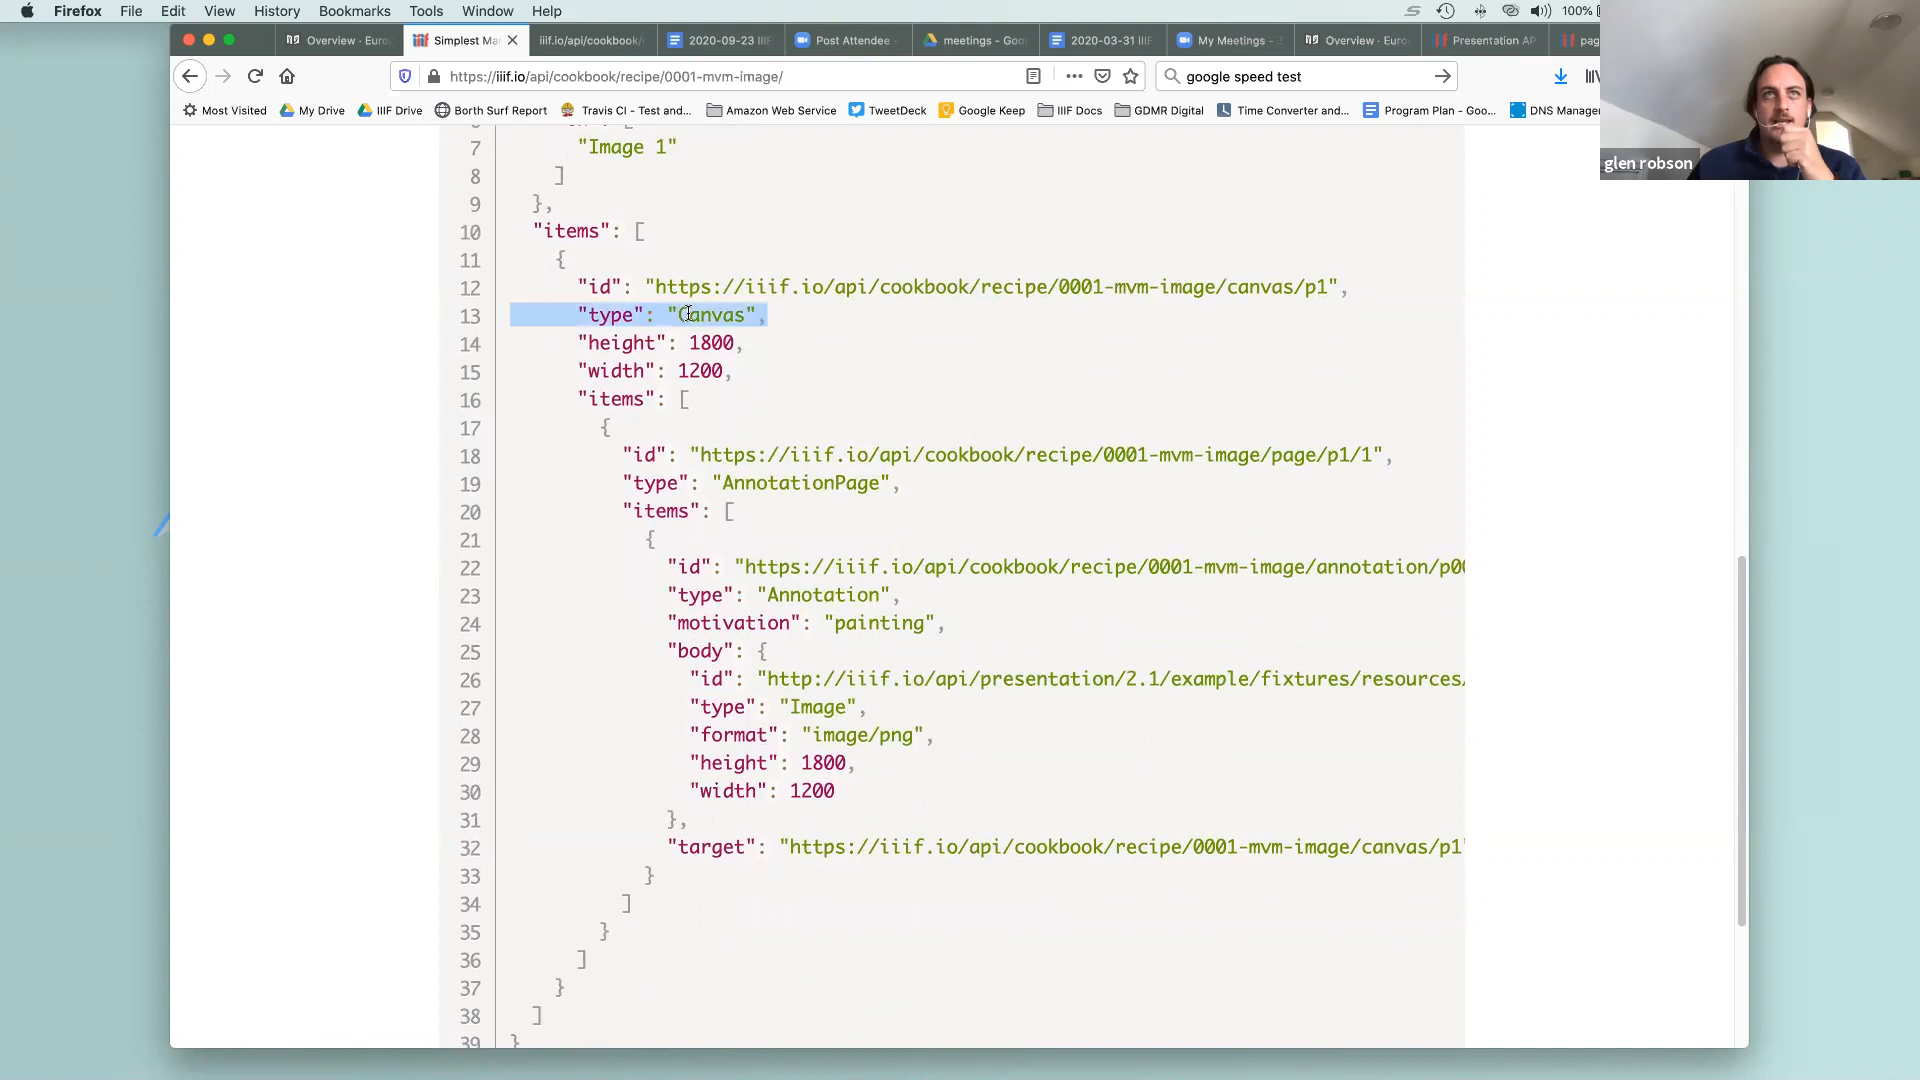 Firefox File Edit View History Bookmarks Tools Window Help 100%
Overview · Euro Simplest Ma iiif.io/api/cookbook/ 2020-09-23 IIIF Post Attendee - meetings - Goo 2020-03-31 IIIF My Meetings - Overview · Europ Presentation AP pag
https://iiif.io/api/cookbook/recipe/0001-mvm-image/ google speed test
Most Visited My Drive IIIF Drive Borth Surf Report Travis CI - Test and... Amazon Web Service TweetDeck Google Keep IIIF Docs GDMR Digital Time Converter and... Program Plan - Goo... DNS Manage
glen robson
7 "Image 1"
8 ]
9 },
10 "items": [
11 {
12 "id": "https://iiif.io/api/cookbook/recipe/0001-mvm-image/canvas/p1",
13 "type": "Canvas",
14 "height": 1800,
15 "width": 1200,
16 "items": [
17 {
18 "id": "https://iiif.io/api/cookbook/recipe/0001-mvm-image/page/p1/1",
19 "type": "AnnotationPage",
20 "items": [
21 {
22 "id": "https://iiif.io/api/cookbook/recipe/0001-mvm-image/annotation/p00
23 "type": "Annotation",
24 "motivation": "painting",
25 "body": {
26 "id": "http://iiif.io/api/presentation/2.1/example/fixtures/resources/
27 "type": "Image",
28 "format": "image/png",
29 "height": 1800,
30 "width": 1200
31 },
32 "target": "https://iiif.io/api/cookbook/recipe/0001-mvm-image/canvas/p1"
33 }
34 ]
35 }
36 ]
37 }
38 ]
39 }